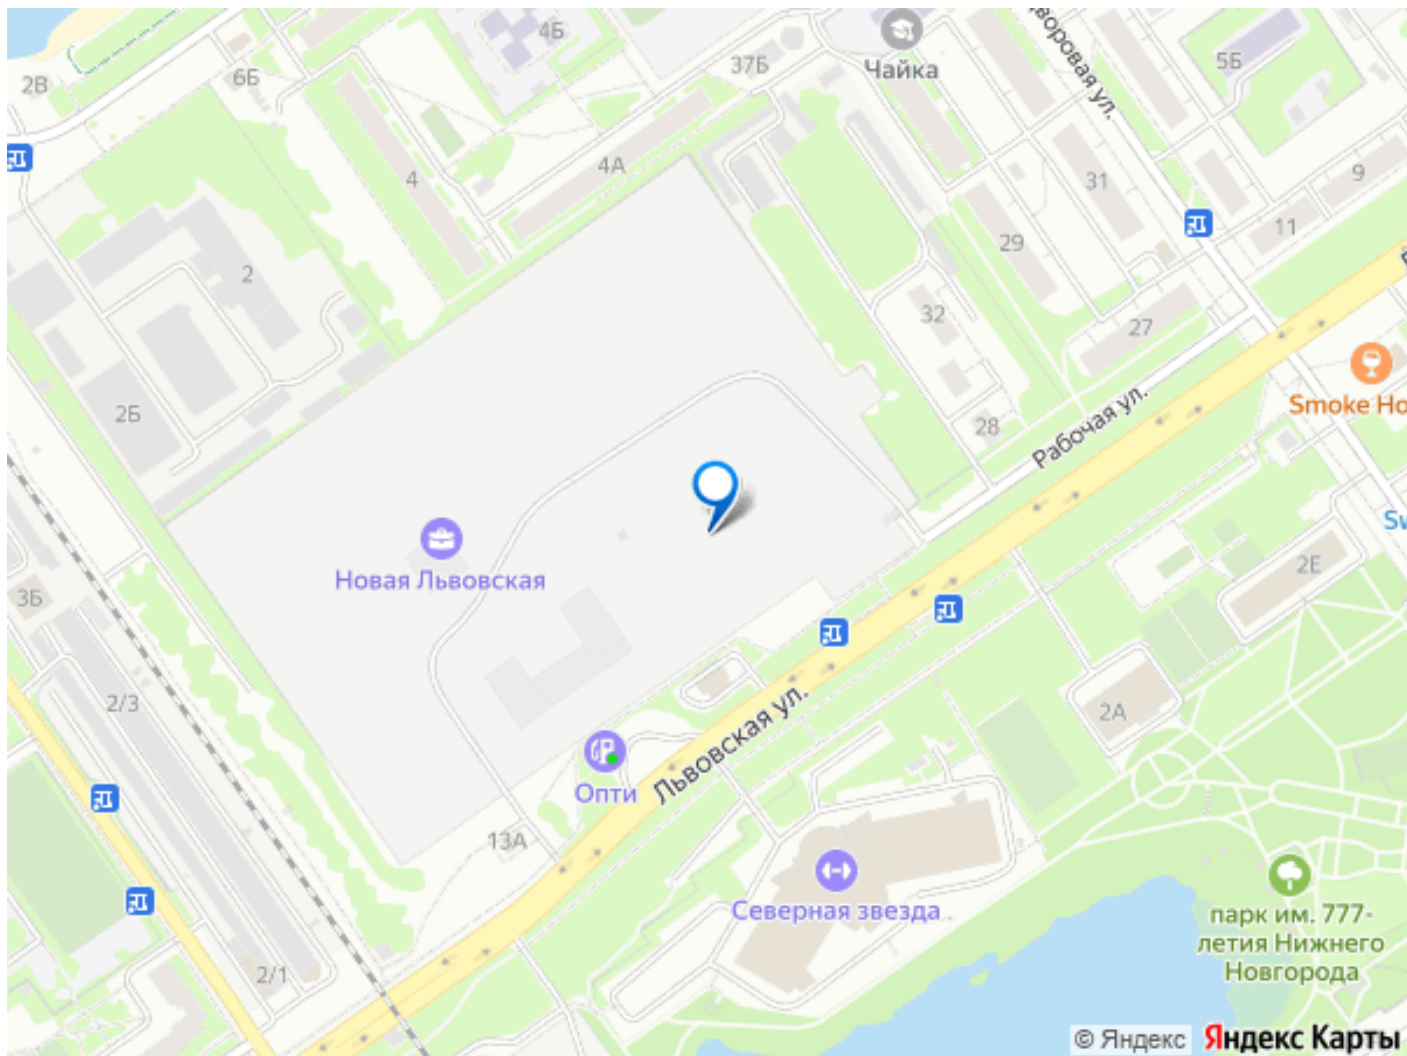 4Б
Чайка
Дворовая ул.
5Б
37Б
2В
6Б
4
4А
31
9
2
29
11
32
27
2Б
28
Рабочая ул.
Smoke Ho
Новая Львовская
Sw
2Е
3Б
2/3
2А
Львовская ул.
Опти
13А
Северная звезда
парк им. 777-
летия Нижнего
Новгорода
2/1
© Яндекс
Яндекс Карты